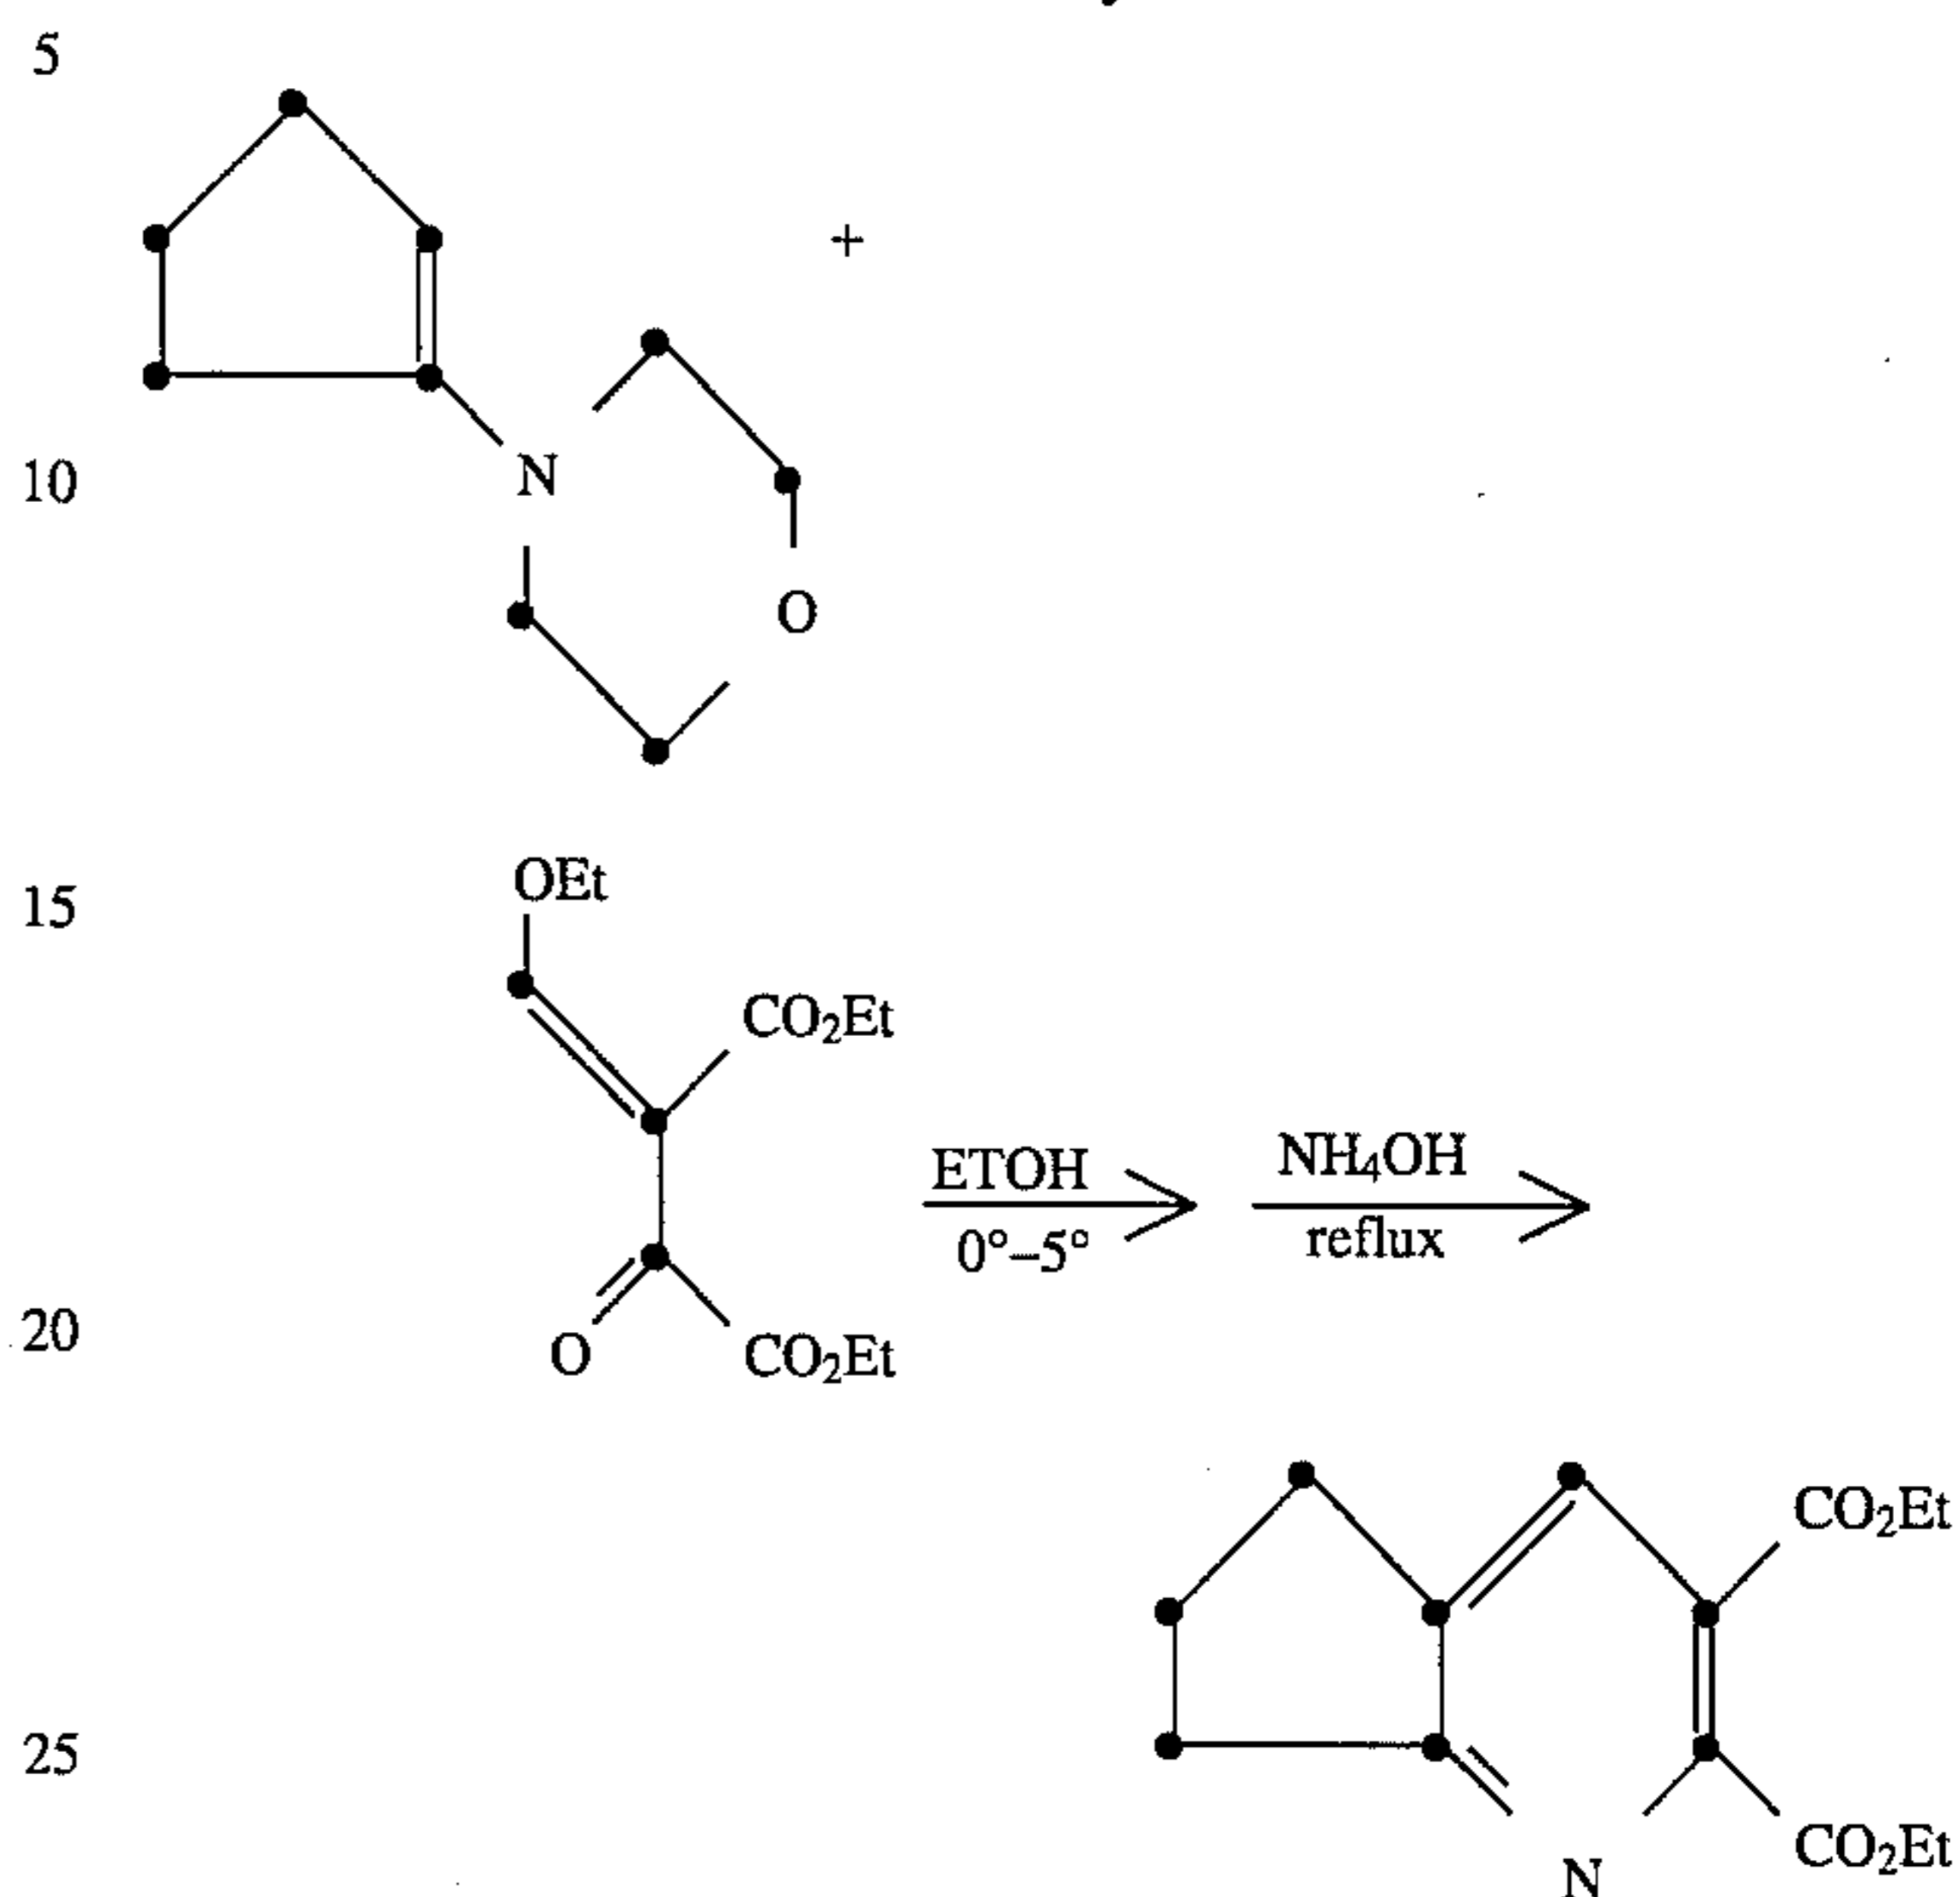 5
+
10
N
O
15
OEt
CO₂Et
ETOH
NH₄OH
0°–5°
reflux
20
O
CO₂Et
CO₂Et
25
CO₂Et
N